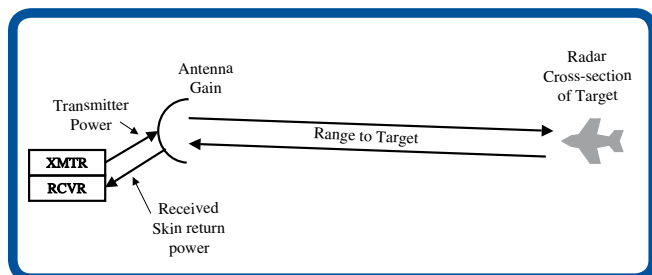 Antenna
Gain
Radar
Cross-section
of Target
Transmitter
Power
Range to Target
XMTR
RCVR
Received
Skin return
power